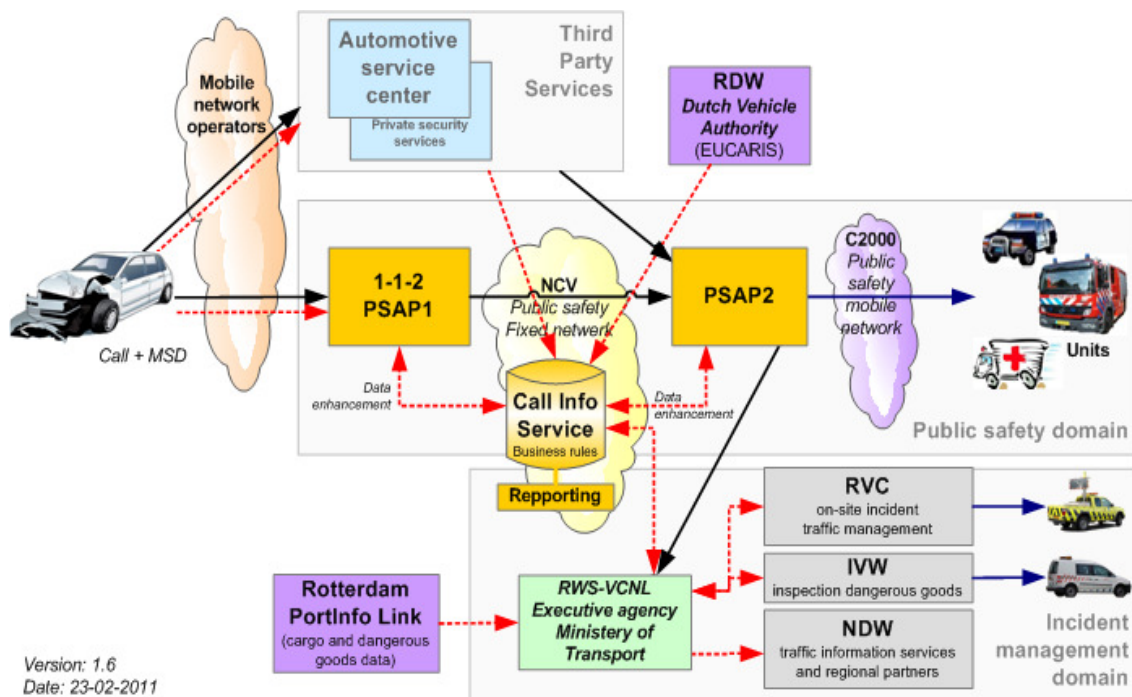 Mobile
network
operators
Automotive
service
center
Private security
services
Third
Party
Services
RDW
Dutch Vehicle
Authority
(EUCARIS)
Call + MSD
1-1-2
PSAP1
NCV
Public safety
Fixed network
PSAP2
C2000
Public
safety
mobile
network
Units
Data
enhancement
Call Info
Service
Business rules
Data
enhancement
Public safety domain
Repporting
RVC
on-site incident
traffic management
IVW
inspection dangerous goods
NDW
traffic information services
and regional partners
Rotterdam
PortInfo Link
(cargo and dangerous
goods data)
RWS-VCNL
Executive agency
Ministery of
Transport
Incident
management
domain
Version: 1.6
Date: 23-02-2011